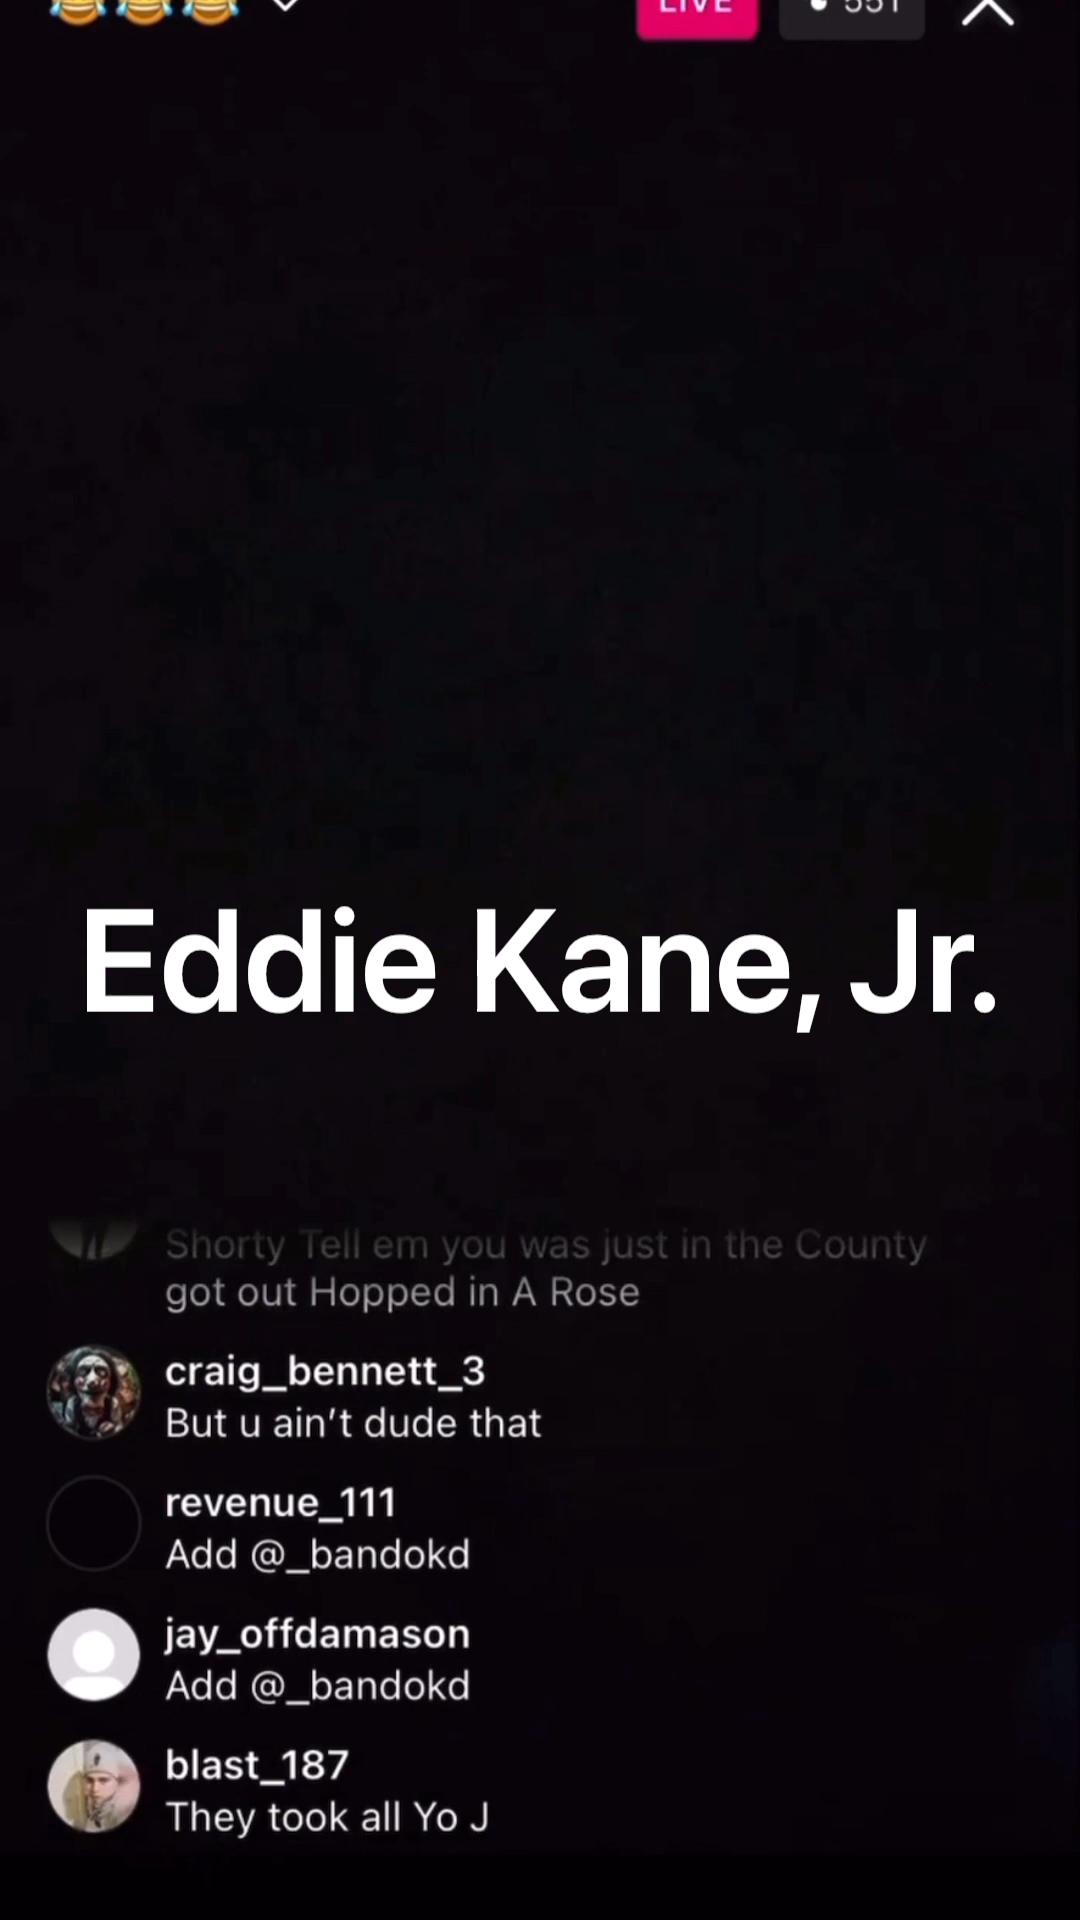 😂😂😂
LIVE
551
Eddie Kane, Jr.
Shorty Tell em you was just in the County
got out Hopped in A Rose
craig_bennett_3
But u ain’t dude that
revenue_111
Add @_bandokd
jay_offdamason
Add @_bandokd
blast_187
They took all Yo J